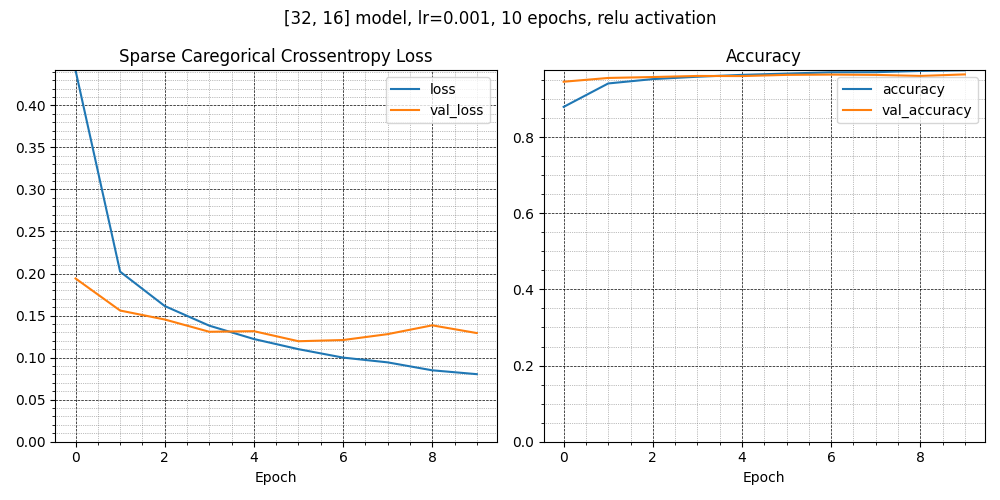 [32, 16] model, lr=0.001, 10 epochs, relu activation
Sparse Caregorical Crossentropy Loss
loss
val_loss
0.40
0.35
0.30
0.25
0.20
0.15
0.10
0.05
0.00
0 2 4 6 8
Epoch
Accuracy
accuracy
val_accuracy
0.8
0.6
0.4
0.2
0.0
0 2 4 6 8
Epoch